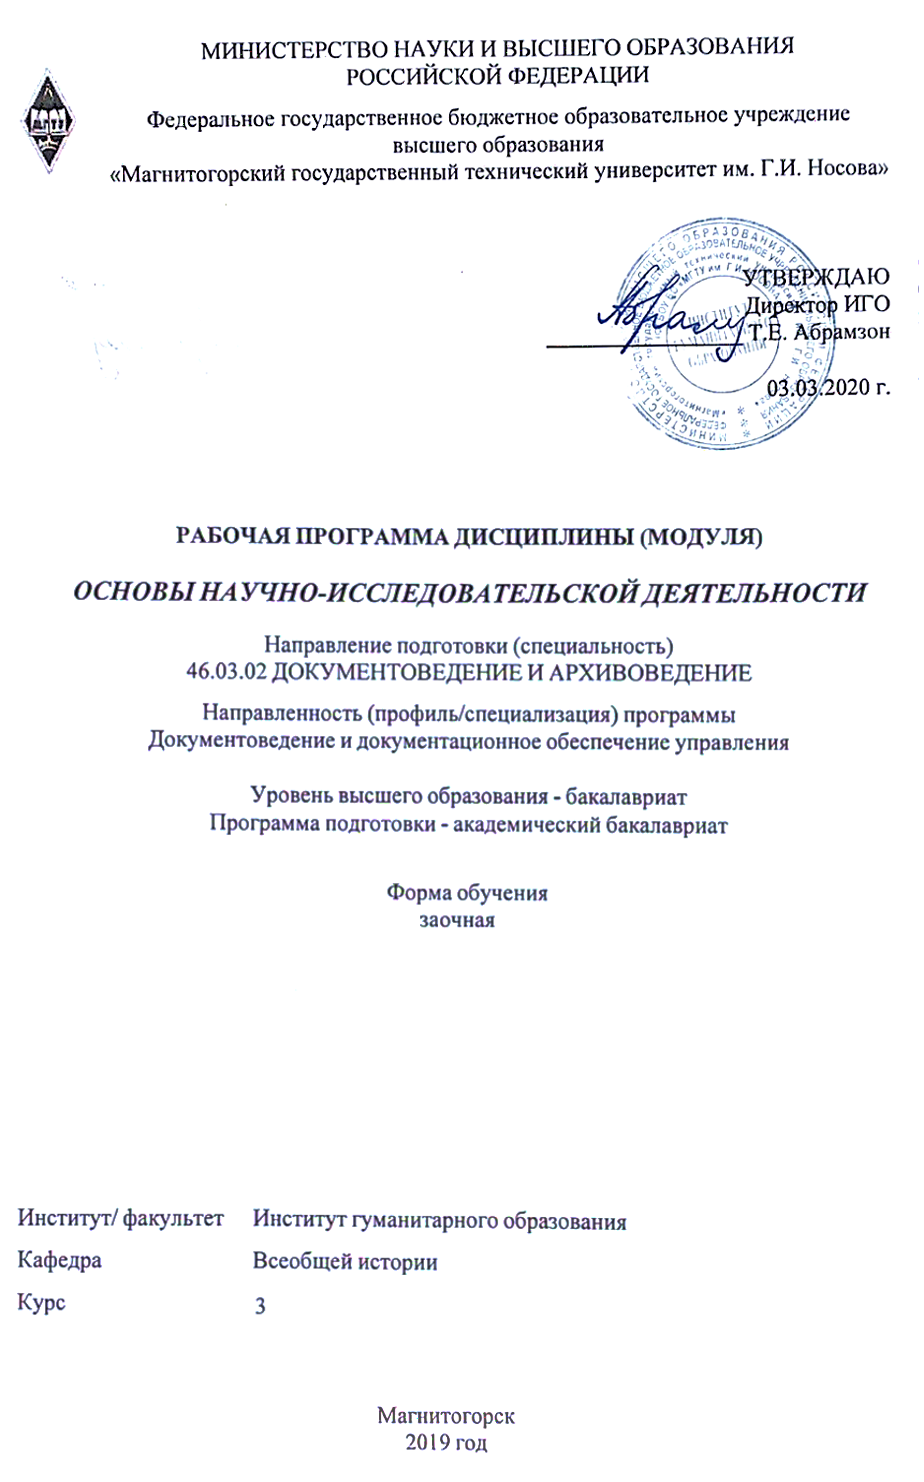 МИНИСТЕРСТВО НАУКИ И ВЫСШЕГО ОБРАЗОВАНИЯ
РОССИЙСКОЙ ФЕДЕРАЦИИ
Федеральное государственное бюджетное образовательное учреждение
высшего образования
«Магнитогорский государственный технический университет им. Г.И. Носова»
УТВЕРЖДАЮ
Директор ИГО
Т.Е. Абрамзон
03.03.2020 г.
РАБОЧАЯ ПРОГРАММА ДИСЦИПЛИНЫ (МОДУЛЯ)
ОСНОВЫ НАУЧНО-ИССЛЕДОВАТЕЛЬСКОЙ ДЕЯТЕЛЬНОСТИ
Направление подготовки (специальность)
46.03.02 ДОКУМЕНТОВЕДЕНИЕ И АРХИВОВЕДЕНИЕ
Направленность (профиль/специализация) программы
Документоведение и документационное обеспечение управления
Уровень высшего образования - бакалавриат
Программа подготовки - академический бакалавриат
Форма обучения
заочная
Институт/ факультет Институт гуманитарного образования
Кафедра Всеобщей истории
Курс 3
Магнитогорск
2019 год